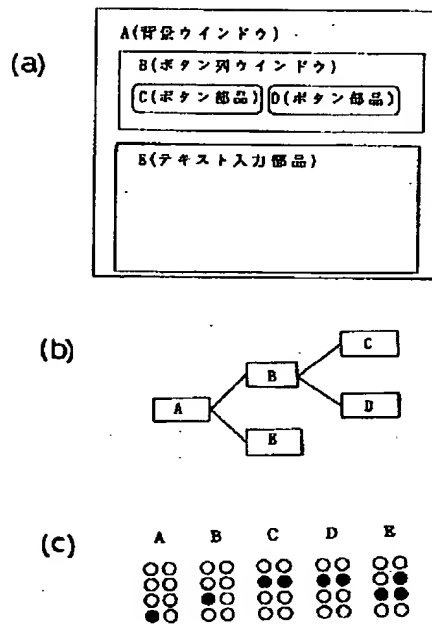 (a)
A(背景ウインドウ)
B(ボタン列ウインドウ)
C(ボタン部品) D(ボタン部品)
E(テキスト入力部品)
(b)
C
B
A
D
E
(c)
A B C D E